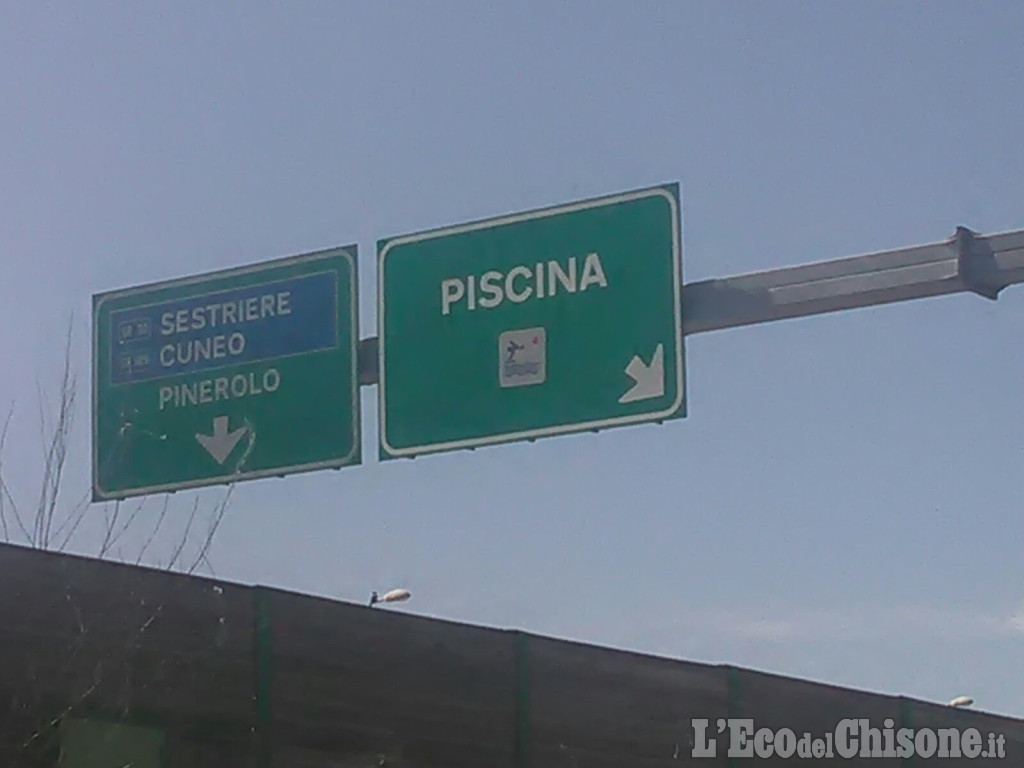 SESTRIERE
CUNEO
PINEROLO
PISCINA
L'EcodelChisone.it